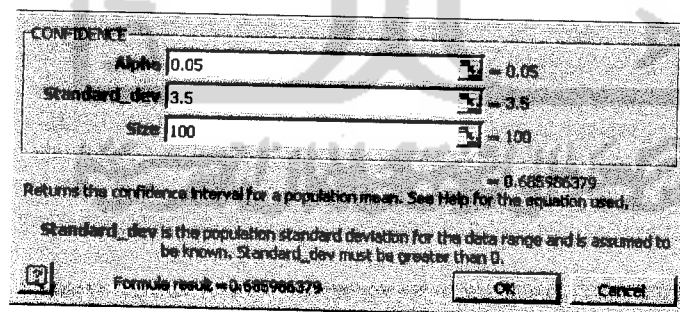 CONFIDENCE
Alpha 0.05 = 0.05
Standard_dev 3.5 = 3.5
Size 100 = 100
= 0.685986379
Returns the confidence interval for a population mean. See Help for the equation used.
Standard_dev is the population standard deviation for the data range and is assumed to
be known. Standard_dev must be greater than 0.
Formula result =0.685986379
OK
Cancel